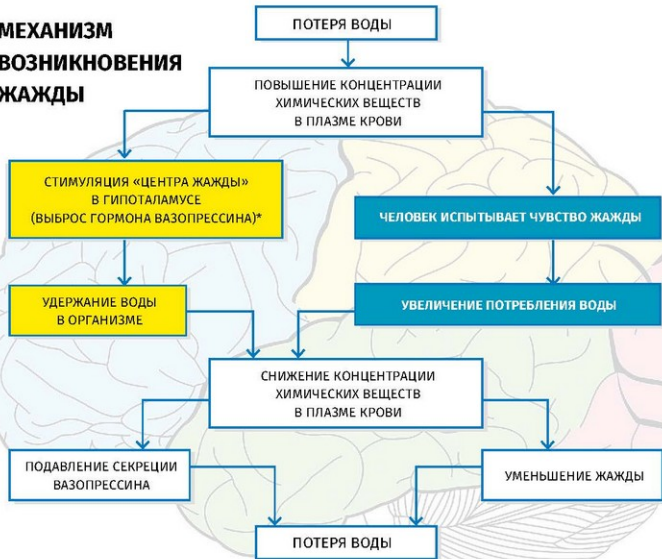 МЕХАНИЗМ
ВОЗНИКНОВЕНИЯ
ЖАЖДЫ
ПОТЕРЯ ВОДЫ
ПОВЫШЕНИЕ КОНЦЕНТРАЦИИ
ХИМИЧЕСКИХ ВЕЩЕСТВ
В ПЛАЗМЕ КРОВИ
СТИМУЛЯЦИЯ «ЦЕНТРА ЖАЖДЫ»
В ГИПОТАЛАМУСЕ
(ВЫБРОС ГОРМОНА ВАЗОПРЕССИНА)*
ЧЕЛОВЕК ИСПЫТЫВАЕТ ЧУВСТВО ЖАЖДЫ
УДЕРЖАНИЕ ВОДЫ
В ОРГАНИЗМЕ
УВЕЛИЧЕНИЕ ПОТРЕБЛЕНИЯ ВОДЫ
СНИЖЕНИЕ КОНЦЕНТРАЦИИ
ХИМИЧЕСКИХ ВЕЩЕСТВ
В ПЛАЗМЕ КРОВИ
ПОДАВЛЕНИЕ СЕКРЕЦИИ
ВАЗОПРЕССИНА
УМЕНЬШЕНИЕ ЖАЖДЫ
ПОТЕРЯ ВОДЫ